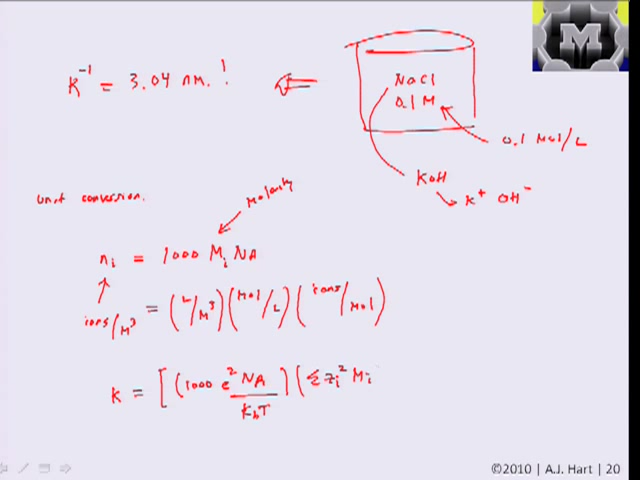 K⁻¹ = 3.04 nm. !
NaCl
0.1 M
0.1 Mol/L
KOH
K⁺ OH⁻
unit conversion.
Molarity
nᵢ = 1000 Mᵢ NA
ions/M³ = (L/M³)(Mol/L)(ions/Mol)
K = [(1000 e² NA / K_bT)(Σ zᵢ² Mᵢ
©2010 | A.J. Hart | 20
M